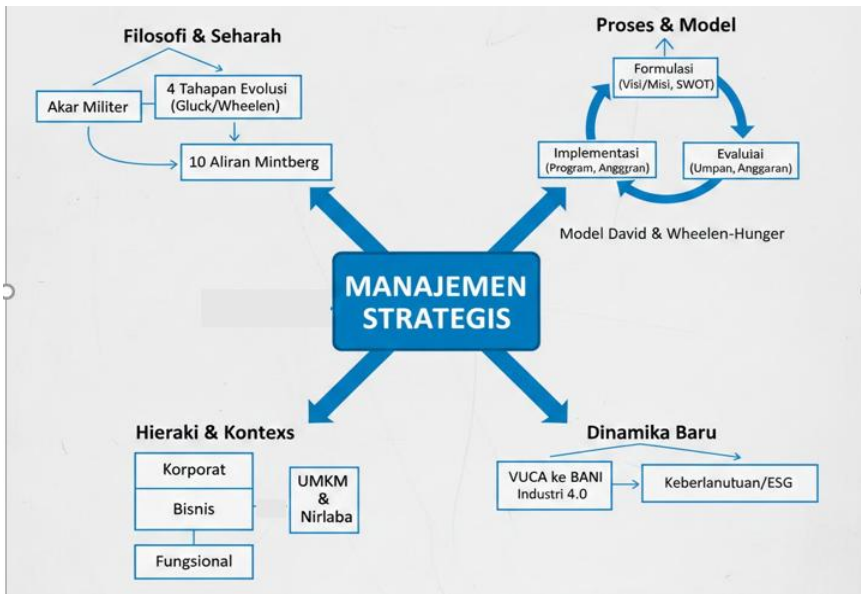 Filosofi & Seharah
Akar Militer
4 Tahapan Evolusi
(Gluck/Wheelen)
10 Aliran Mintberg
Proses & Model
Formulasi
(Visi/Misi, SWOT)
Implementasi
(Program, Anggran)
Evaluiai
(Umpan, Anggaran)
Model David & Wheelen-Hunger
MANAJEMEN
STRATEGIS
Hieraki & Kontexs
Korporat
Bisnis
Fungsional
UMKM
&
Nirlaba
Dinamika Baru
VUCA ke BANI
Industri 4.0
Keberlanutuan/ESG